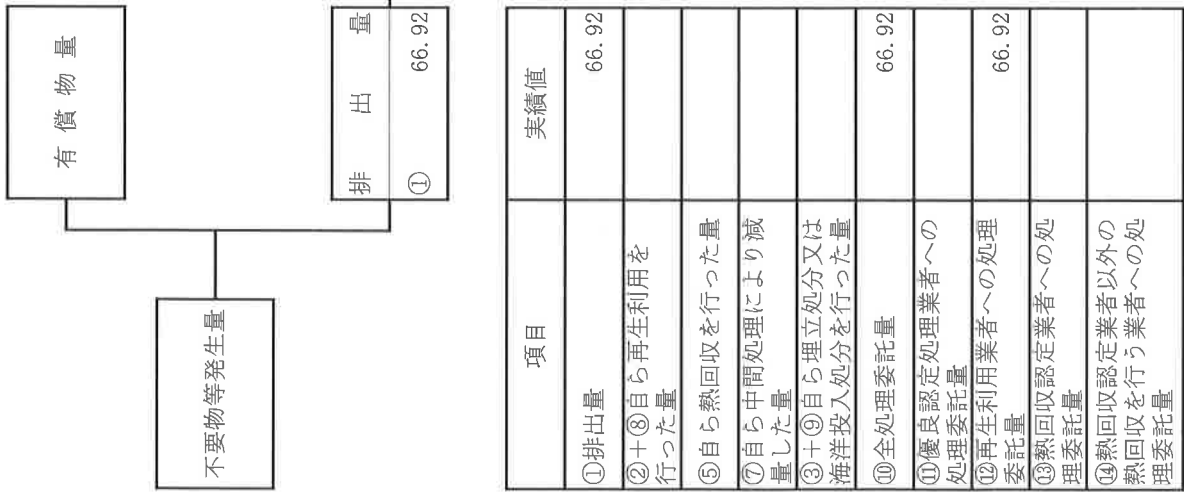 不要物等発生量
有償物量
排出量
① 66.92
項目 実績値
①排出量 66.92
②+⑧自ら再生利用を
行った量
⑤自ら熱回収を行った量
⑦自ら中間処理により減
量した量
③+⑨自ら埋立処分又は
海洋投入処分を行った量
⑩全処理委託量 66.92
⑪優良認定処理業者への
処理委託量
⑫再生利用業者への処理
委託量 66.92
⑬熱回収認定業者への処
理委託量
⑭熱回収認定業者以外の
熱回収を行う業者への処
理委託量